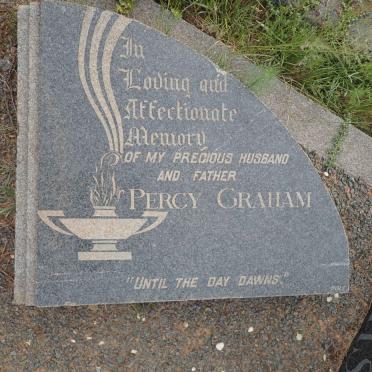 In
Loving and
Affectionate
Memory
OF MY PRECIOUS HUSBAND
AND FATHER
PERCY GRAHAM
"UNTIL THE DAY DAWNS."